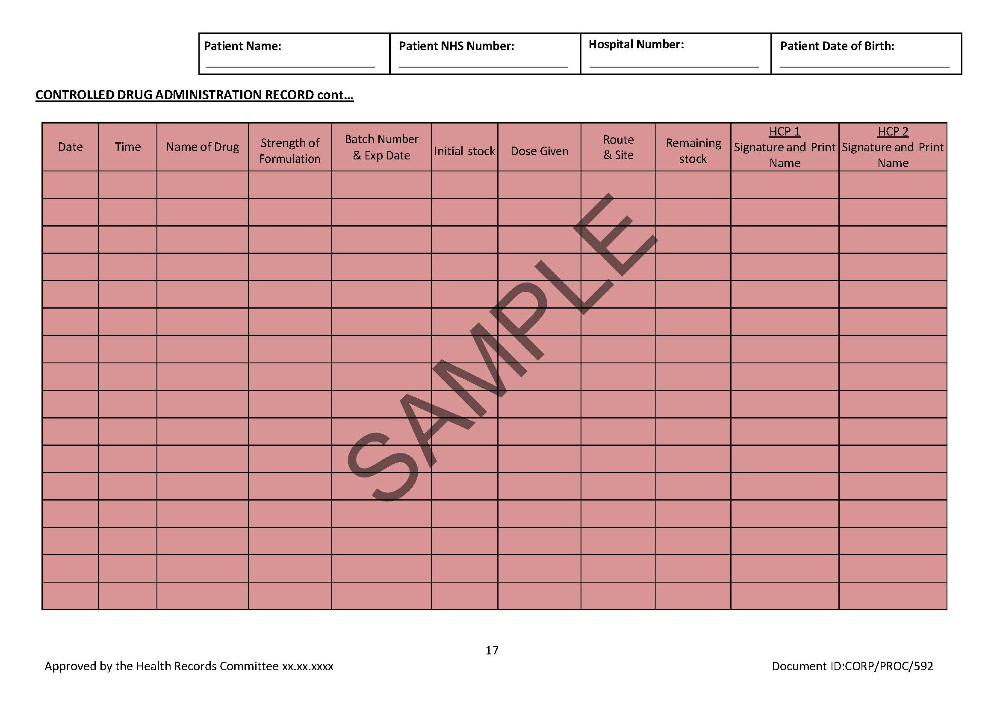 Patient Name:
Patient NHS Number:
Hospital Number:
Patient Date of Birth:
CONTROLLED DRUG ADMINISTRATION RECORD cont...
Date
Time
Name of Drug
Strength of
Formulation
Batch Number
& Exp Date
Initial stock
Dose Given
Route
& Site
Remaining
stock
HCP 1
Signature and Print
Name
HCP 2
Signature and Print
Name
SAMPLE
17
Approved by the Health Records Committee xx.xx.xxxx
Document ID:CORP/PROC/592